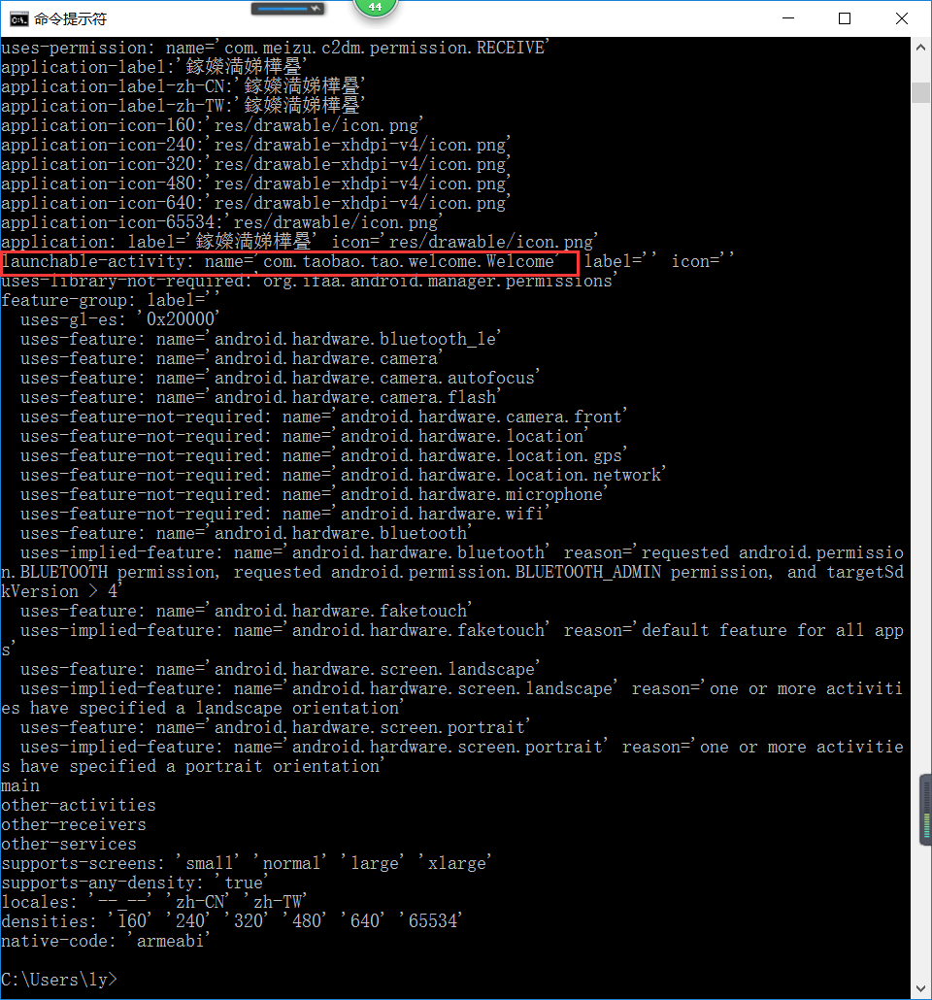 命令提示符
44
uses-permission: name='com.meizu.c2dm.permission.RECEIVE'
application-label:'鎵嬫満娣樺疊'
application-label-zh-CN:'鎵嬫満娣樺疊'
application-label-zh-TW:'鎵嬫満娣樺疊'
application-icon-160:'res/drawable/icon.png'
application-icon-240:'res/drawable-xhdpi-v4/icon.png'
application-icon-320:'res/drawable-xhdpi-v4/icon.png'
application-icon-480:'res/drawable-xhdpi-v4/icon.png'
application-icon-640:'res/drawable-xhdpi-v4/icon.png'
application-icon-65534:'res/drawable/icon.png'
application: label='鎵嬫満娣樺疊' icon='res/drawable/icon.png'
launchable-activity: name='com.taobao.tao.welcome.Welcome'  label='' icon=''
uses-library-not-required:'org.ifaa.android.manager.permissions'
feature-group: label=''
  uses-gl-es: '0x20000'
  uses-feature: name='android.hardware.bluetooth_le'
  uses-feature: name='android.hardware.camera'
  uses-feature: name='android.hardware.camera.autofocus'
  uses-feature: name='android.hardware.camera.flash'
  uses-feature-not-required: name='android.hardware.camera.front'
  uses-feature-not-required: name='android.hardware.location'
  uses-feature-not-required: name='android.hardware.location.gps'
  uses-feature-not-required: name='android.hardware.location.network'
  uses-feature-not-required: name='android.hardware.microphone'
  uses-feature-not-required: name='android.hardware.wifi'
  uses-feature: name='android.hardware.bluetooth'
  uses-implied-feature: name='android.hardware.bluetooth' reason='requested android.permissio
n.BLUETOOTH permission, requested android.permission.BLUETOOTH_ADMIN permission, and targetSd
kVersion > 4'
  uses-feature: name='android.hardware.faketouch'
  uses-implied-feature: name='android.hardware.faketouch' reason='default feature for all app
s'
  uses-feature: name='android.hardware.screen.landscape'
  uses-implied-feature: name='android.hardware.screen.landscape' reason='one or more activiti
es have specified a landscape orientation'
  uses-feature: name='android.hardware.screen.portrait'
  uses-implied-feature: name='android.hardware.screen.portrait' reason='one or more activitie
s have specified a portrait orientation'
main
other-activities
other-receivers
other-services
supports-screens: 'small' 'normal' 'large' 'xlarge'
supports-any-density: 'true'
locales: '--_--' 'zh-CN' 'zh-TW'
densities: '160' '240' '320' '480' '640' '65534'
native-code: 'armeabi'
C:\Users\ly>